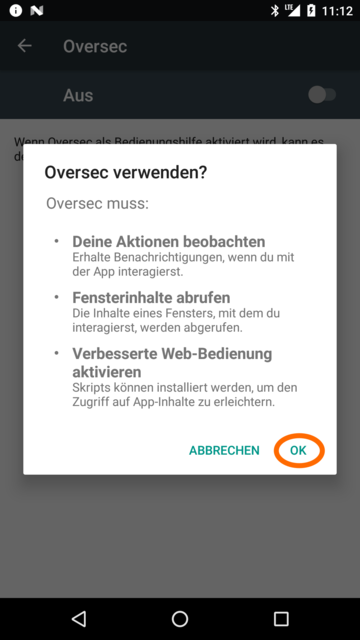 LTE 11:12
Oversec
Aus
Wenn Oversec als Bedienungshilfe aktiviert wird, kann es
de
Oversec verwenden?
Oversec muss:
• Deine Aktionen beobachten
Erhalte Benachrichtigungen, wenn du mit
der App interagierst.
• Fensterinhalte abrufen
Die Inhalte eines Fensters, mit dem du
interagierst, werden abgerufen.
• Verbesserte Web-Bedienung
aktivieren
Skripts können installiert werden, um den
Zugriff auf App-Inhalte zu erleichtern.
ABBRECHEN OK